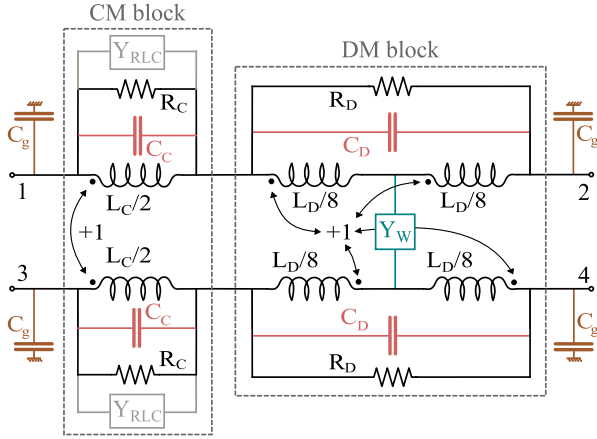 CM block
DM block
Y_RLC
R_C
R_D
C_g
C_g
C_C
C_D
1
L_C/2
L_D/8
L_D/8
2
+1
+1
Y_W
L_C/2
L_D/8
L_D/8
3
4
C_g
C_C
C_D
C_g
R_C
R_D
Y_RLC